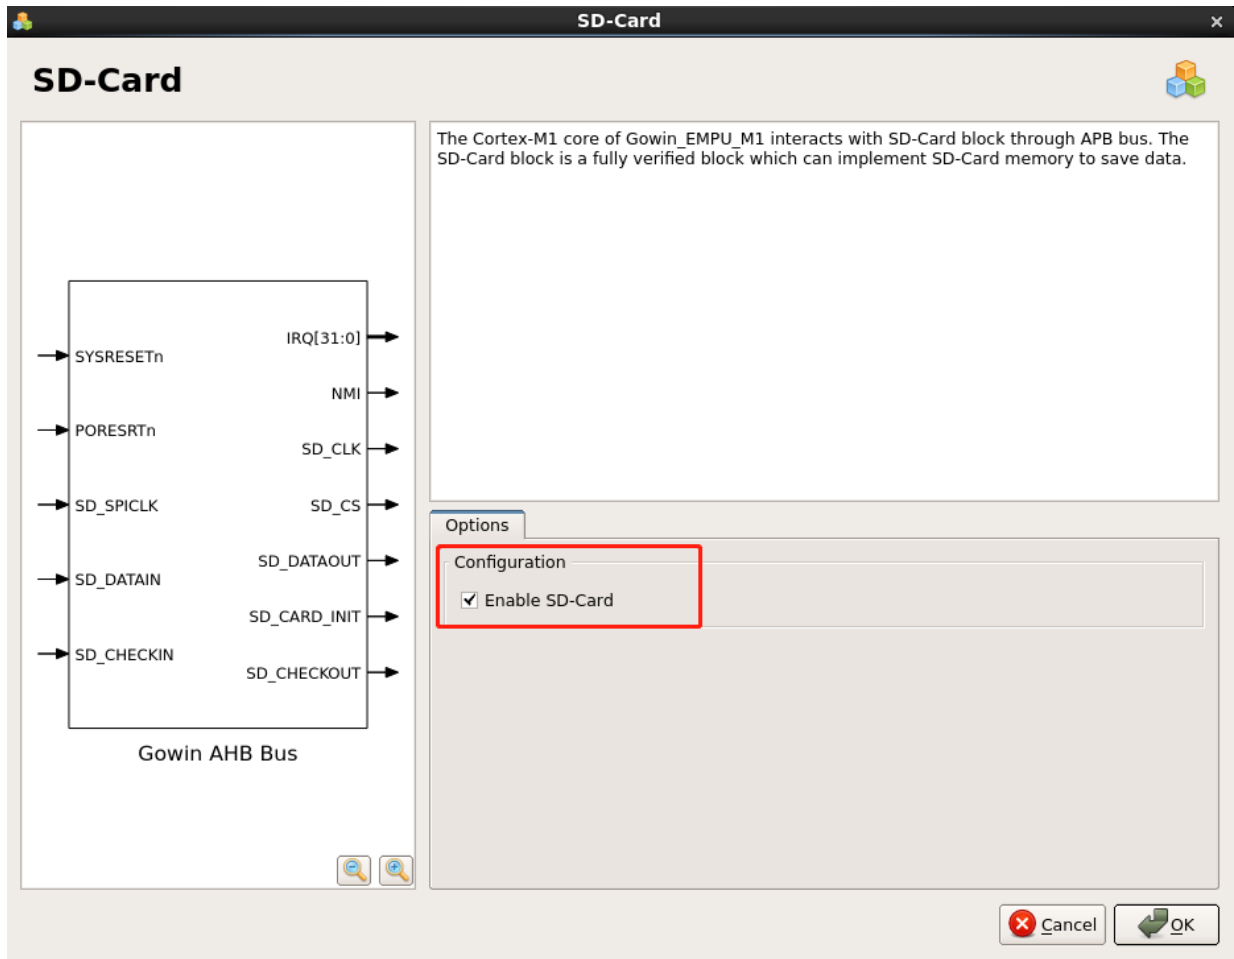 SD-Card
SD-Card
The Cortex-M1 core of Gowin_EMPU_M1 interacts with SD-Card block through APB bus. The
SD-Card block is a fully verified block which can implement SD-Card memory to save data.
SYSRESETn
PORESRTn
SD_SPICLK
SD_DATAIN
SD_CHECKIN
IRQ[31:0]
NMI
SD_CLK
SD_CS
SD_DATAOUT
SD_CARD_INIT
SD_CHECKOUT
Gowin AHB Bus
Options
Configuration
Enable SD-Card
Cancel
OK